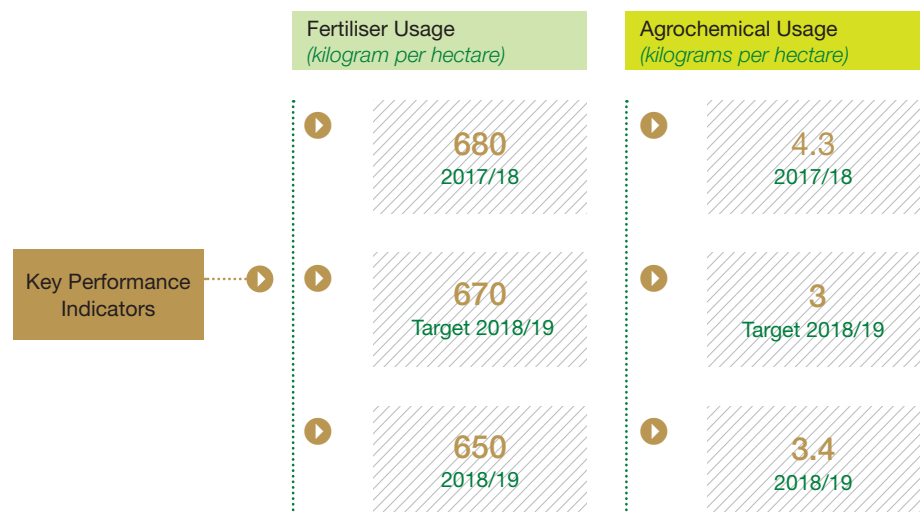 Fertiliser Usage
(kilogram per hectare)
Agrochemical Usage
(kilograms per hectare)
Key Performance
Indicators
680
2017/18
4.3
2017/18
670
Target 2018/19
3
Target 2018/19
650
2018/19
3.4
2018/19